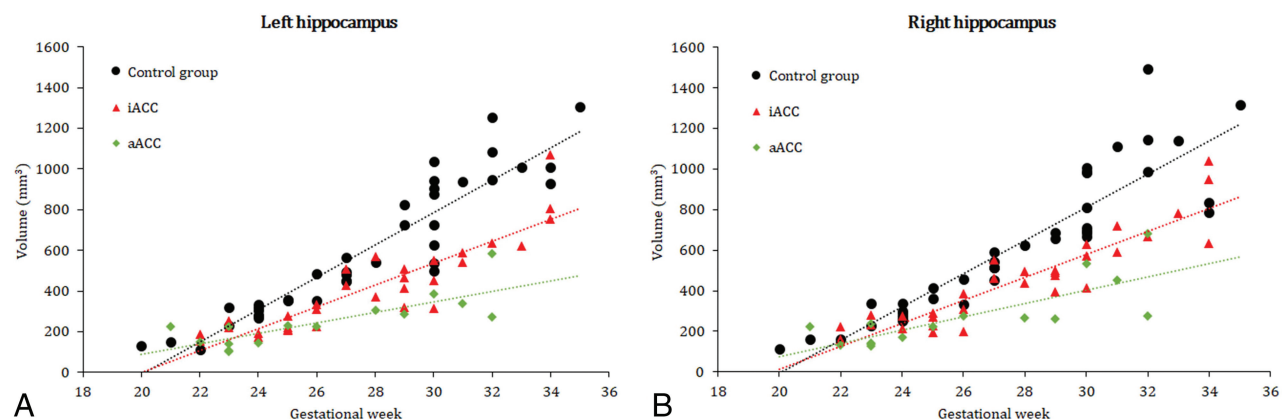 Left hippocampus
1600
1400
1200
1000
800
600
400
200
0
Volume (mm³)
Control group
iACC
aACC
18 20 22 24 26 28 30 32 34 36
Gestational week
A
Right hippocampus
1600
1400
1200
1000
800
600
400
200
0
Volume (mm³)
Control group
iACC
aACC
18 20 22 24 26 28 30 32 34 36
Gestational week
B